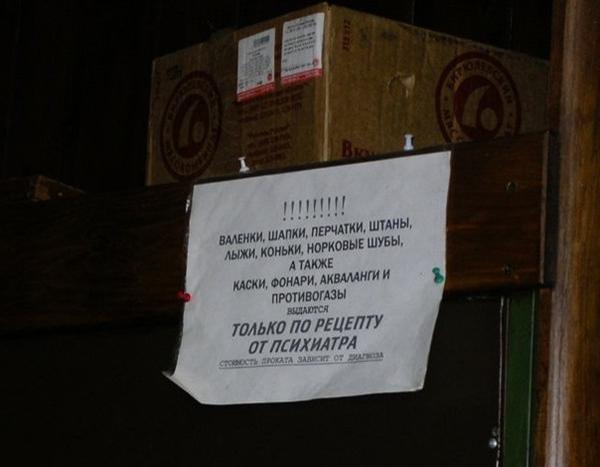 !!!!!!!!!
ВАЛЕНКИ, ШАПКИ, ПЕРЧАТКИ, ШТАНЫ,
ЛЫЖИ, КОНЬКИ, НОРКОВЫЕ ШУБЫ,
А ТАКЖЕ
КАСКИ, ФОНАРИ, АКВАЛАНГИ И
ПРОТИВОГАЗЫ
ВЫДАЮТСЯ
ТОЛЬКО ПО РЕЦЕПТУ
ОТ ПСИХИАТРА
СТОИМОСТЬ ПРОКАТА ЗАВИСИТ ОТ ДИАГНОЗА